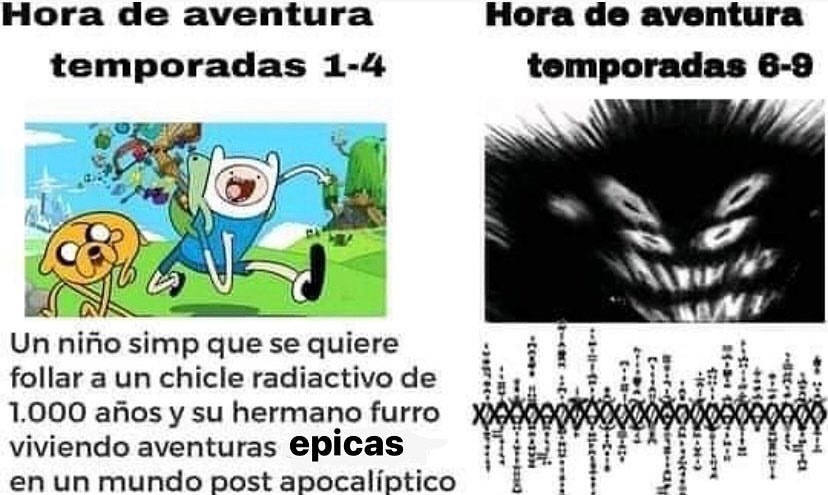 Hora de aventura
temporadas 1-4
Un niño simp que se quiere
follar a un chicle radiactivo de
1.000 años y su hermano furro
viviendo aventuras epicas
en un mundo post apocalíptico
Hora de aventura
temporadas 6-9